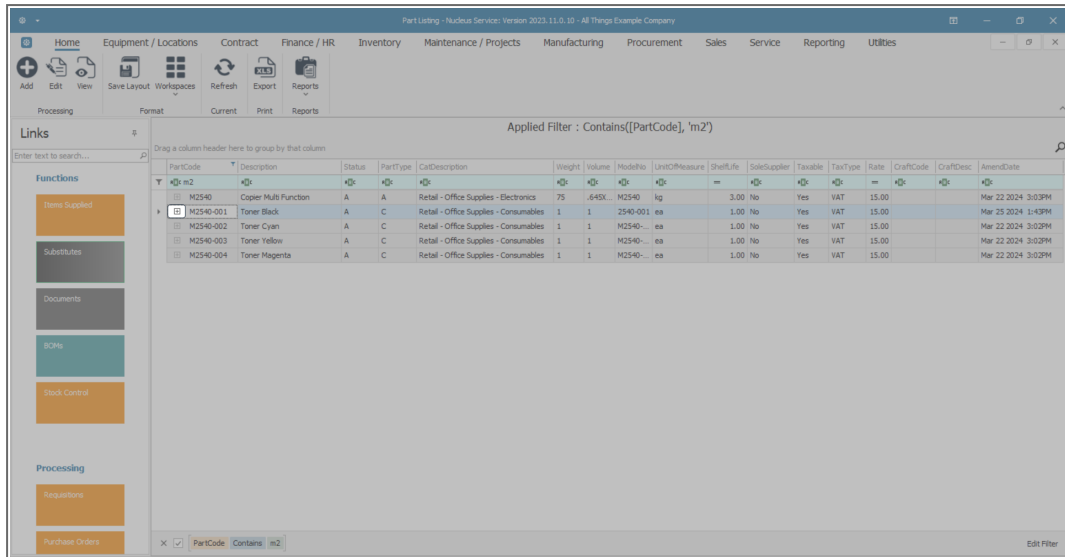 Part Listing - Nucleus Service: Version 2023.11.0.10 - All Things Example Company
Home Equipment / Locations Contract Finance / HR Inventory Maintenance / Projects Manufacturing Procurement Sales Service Reporting Utilities
Add Edit View Save Layout Workspaces Refresh XLS Export Reports
Processing Format Current Print Reports
Links
Applied Filter : Contains([PartCode], 'm2')
Enter text to search...
Drag a column header here to group by that column
PartCode Description Status PartType CatDescription Weight Volume ModelNo UnitOfMeasure ShelfLife SoleSupplier Taxable TaxType Rate CraftCode CraftDesc AmendDate
m2
M2540 Copier Multi Function A A Retail - Office Supplies - Electronics 75 .645X... M2540 kg 3.00 No Yes VAT 15.00 Mar 22 2024 3:03PM
M2540-001 Toner Black A C Retail - Office Supplies - Consumables 1 1 2540-001 ea 1.00 No Yes VAT 15.00 Mar 25 2024 1:43PM
M2540-002 Toner Cyan A C Retail - Office Supplies - Consumables 1 1 M2540-... ea 1.00 No Yes VAT 15.00 Mar 22 2024 3:02PM
M2540-003 Toner Yellow A C Retail - Office Supplies - Consumables 1 1 M2540-... ea 1.00 No Yes VAT 15.00 Mar 22 2024 3:02PM
M2540-004 Toner Magenta A C Retail - Office Supplies - Consumables 1 1 M2540-... ea 1.00 No Yes VAT 15.00 Mar 22 2024 3:02PM
Functions
Items Supplied
Substitutes
Documents
BOMs
Stock Control
Processing
Requisitions
Purchase Orders
PartCode Contains m2
Edit Filter